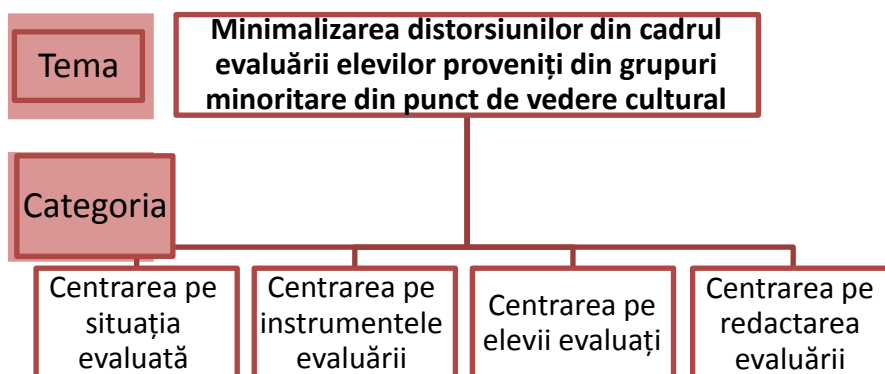 Tema
Minimalizarea distorsiunilor din cadrul
evaluării elevilor proveniți din grupuri
minoritare din punct de vedere cultural
Categoria
Centrarea pe
situația
evaluată
Centrarea pe
instrumentele
evaluării
Centrarea pe
elevii evaluați
Centrarea pe
redactarea
evaluării